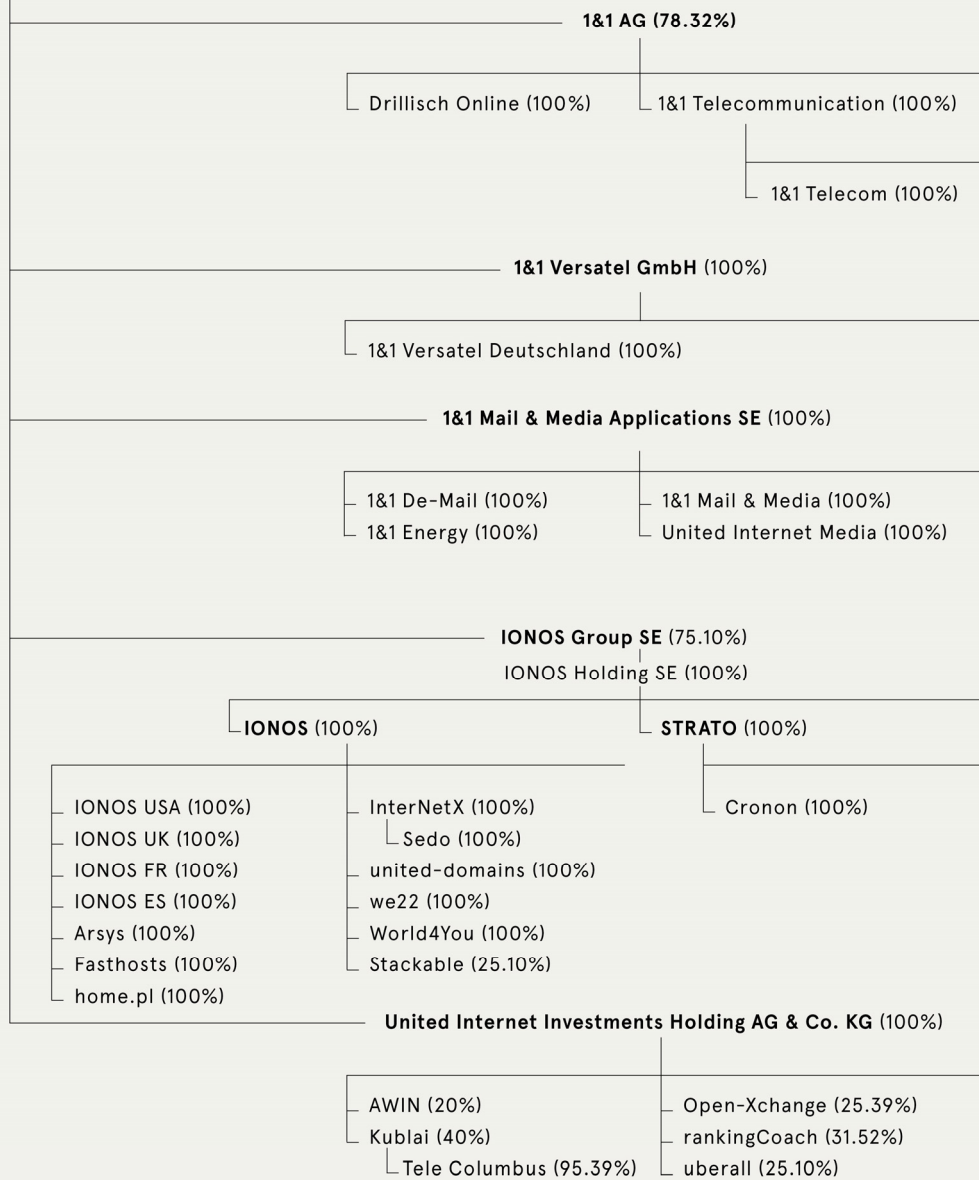 1&1 AG (78.32%)
Drillisch Online (100%)
1&1 Telecommunication (100%)
1&1 Telecom (100%)
1&1 Versatel GmbH (100%)
1&1 Versatel Deutschland (100%)
1&1 Mail & Media Applications SE (100%)
1&1 De-Mail (100%)
1&1 Energy (100%)
1&1 Mail & Media (100%)
United Internet Media (100%)
IONOS Group SE (75.10%)
IONOS Holding SE (100%)
IONOS (100%)
STRATO (100%)
IONOS USA (100%)
IONOS UK (100%)
IONOS FR (100%)
IONOS ES (100%)
Arsys (100%)
Fasthosts (100%)
home.pl (100%)
InterNetX (100%)
Sedo (100%)
united-domains (100%)
we22 (100%)
World4You (100%)
Stackable (25.10%)
Cronon (100%)
United Internet Investments Holding AG & Co. KG (100%)
AWIN (20%)
Kublai (40%)
Tele Columbus (95.39%)
Open-Xchange (25.39%)
rankingCoach (31.52%)
uberall (25.10%)